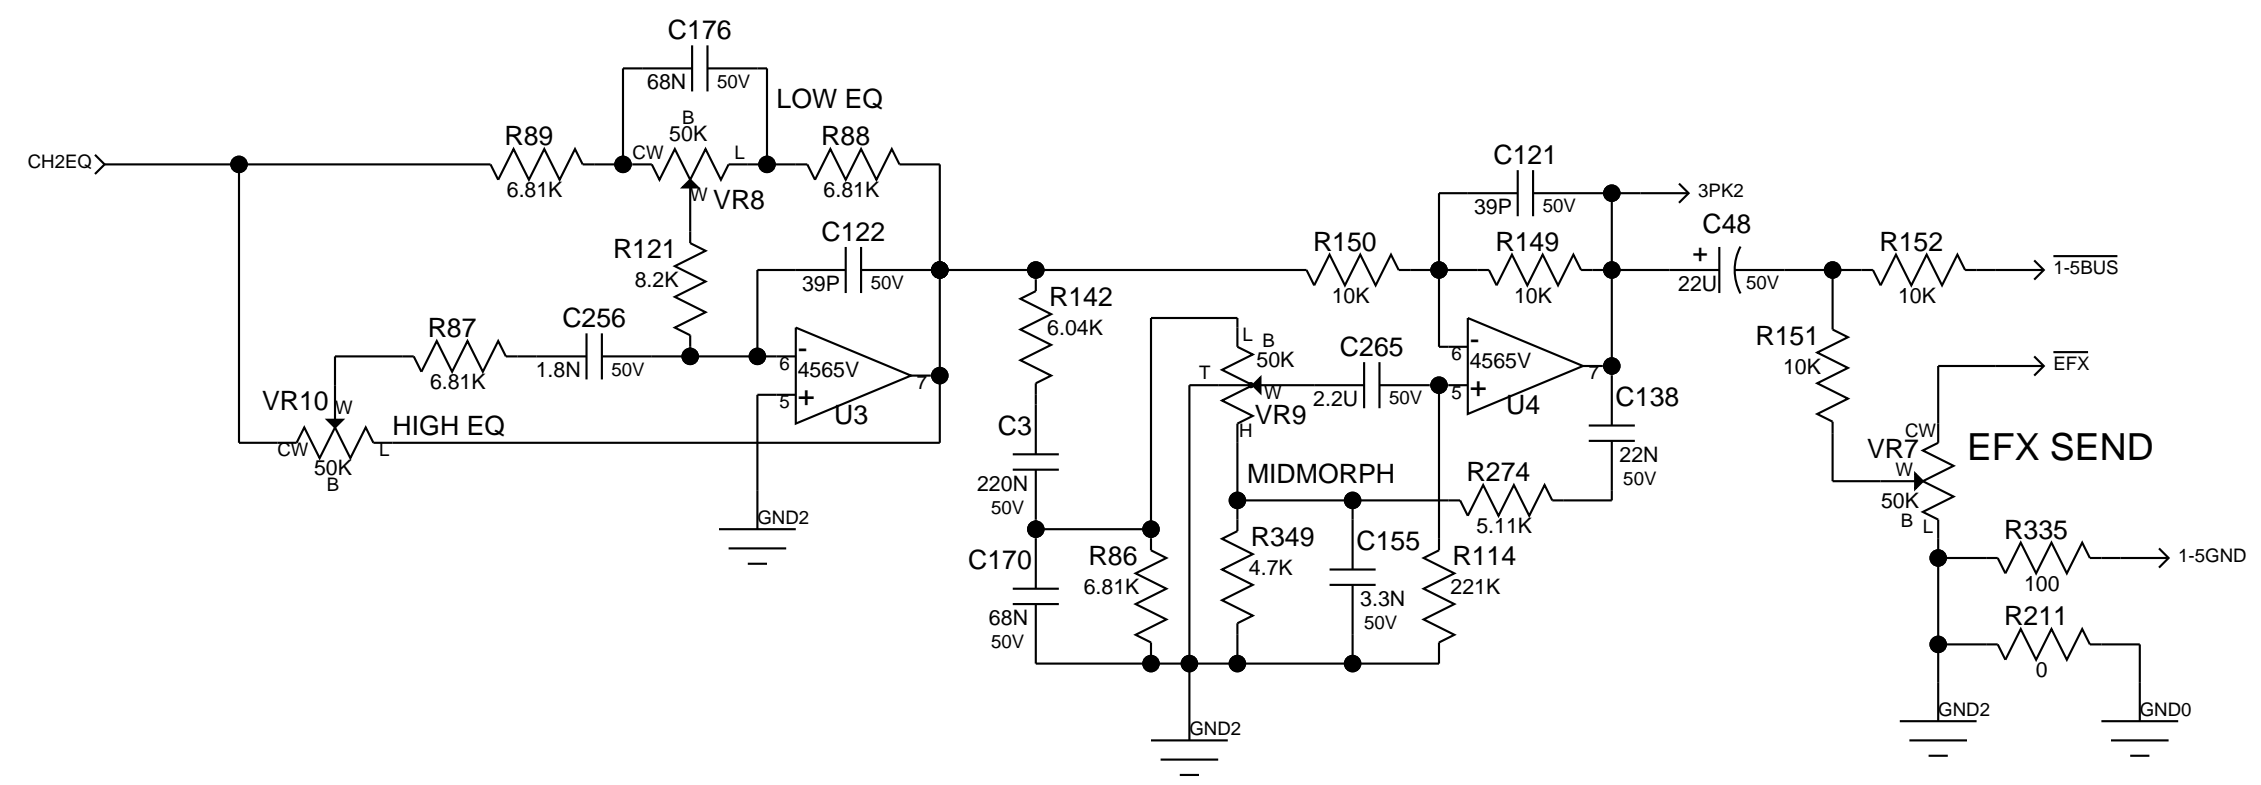 C176
68N
50V
LOW EQ
B
50K
R89
CW
L
R88
CH2EQ
6.81K
W
VR8
6.81K
C121
39P
50V
3PK2
C48
+
22U
50V
R121
8.2K
C122
39P
50V
R150
10K
R149
10K
R152
10K
1-5BUS
R142
6.04K
R87
6.81K
C256
1.8N
50V
-
6
4565V
7
5
+
U3
L
B
50K
T
W
VR9
H
C265
2.2U
50V
-
6
4565V
7
5
+
U4
C138
22N
50V
R151
10K
EFX
VR10
W
CW
L
50K
B
HIGH EQ
C3
220N
50V
MIDMORPH
R274
5.11K
CW
VR7
W
50K
B
L
EFX SEND
GND2
C170
68N
50V
R86
6.81K
R349
4.7K
C155
3.3N
50V
R114
221K
R335
100
1-5GND
R211
0
GND2
GND2
GND0